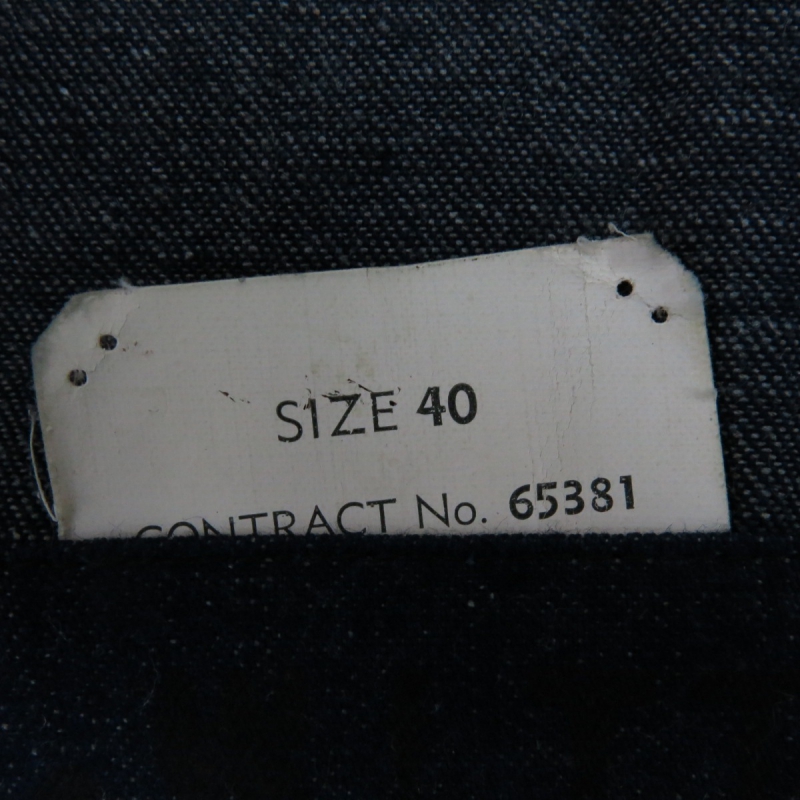 SIZE 40
CONTRACT No. 65381